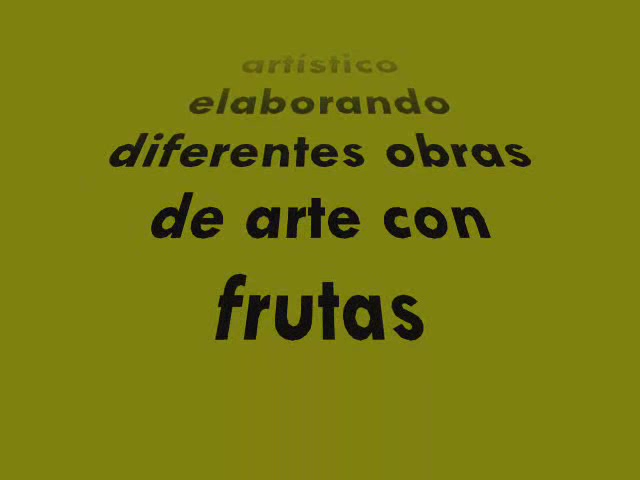 artístico
elaborando
diferentes obras
de arte con
frutas